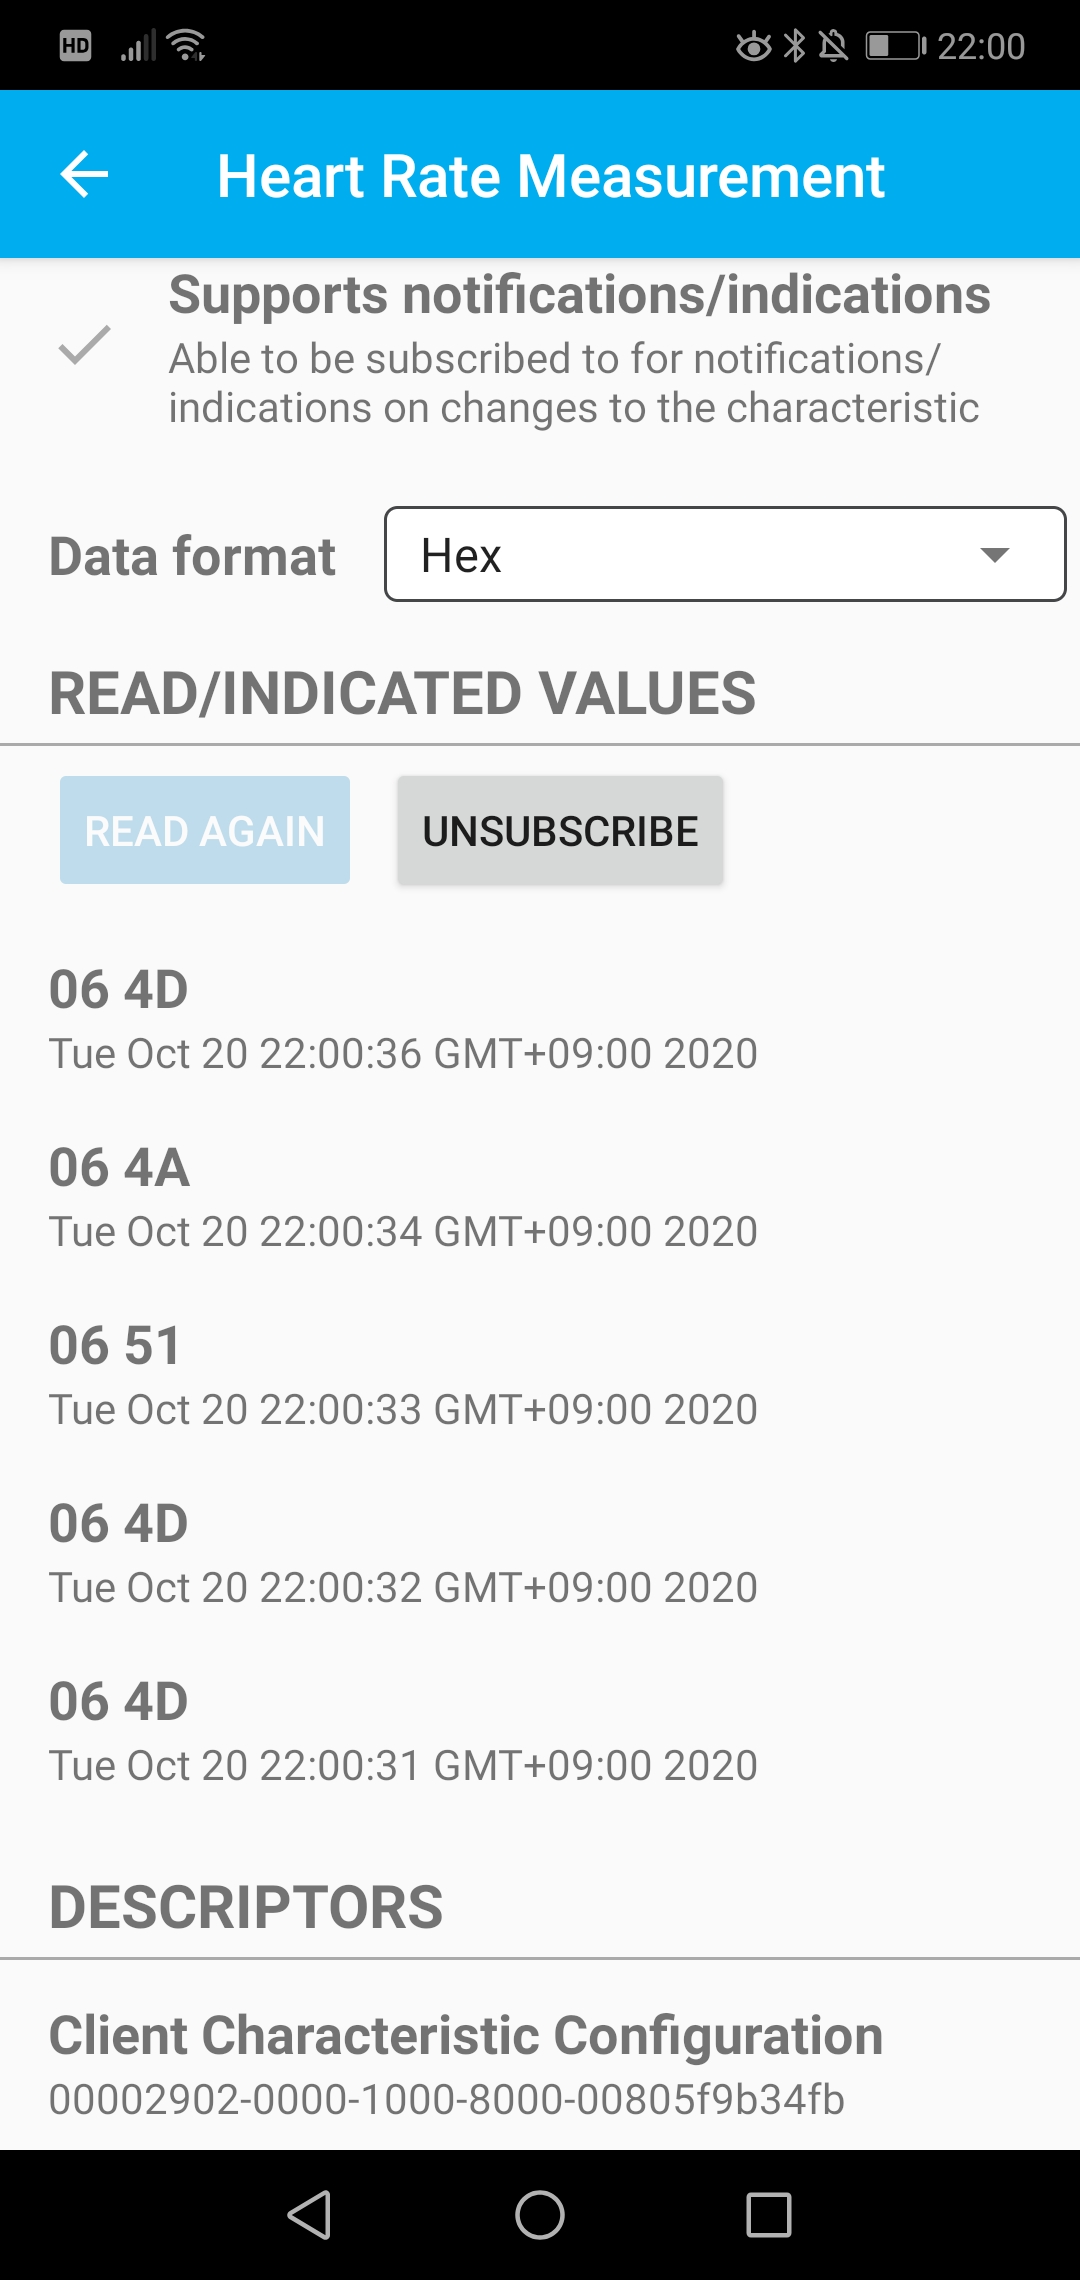 HD 22:00
Heart Rate Measurement
Supports notifications/indications
Able to be subscribed to for notifications/
indications on changes to the characteristic
Data format Hex
READ/INDICATED VALUES
READ AGAIN UNSUBSCRIBE
06 4D
Tue Oct 20 22:00:36 GMT+09:00 2020
06 4A
Tue Oct 20 22:00:34 GMT+09:00 2020
06 51
Tue Oct 20 22:00:33 GMT+09:00 2020
06 4D
Tue Oct 20 22:00:32 GMT+09:00 2020
06 4D
Tue Oct 20 22:00:31 GMT+09:00 2020
DESCRIPTORS
Client Characteristic Configuration
00002902-0000-1000-8000-00805f9b34fb